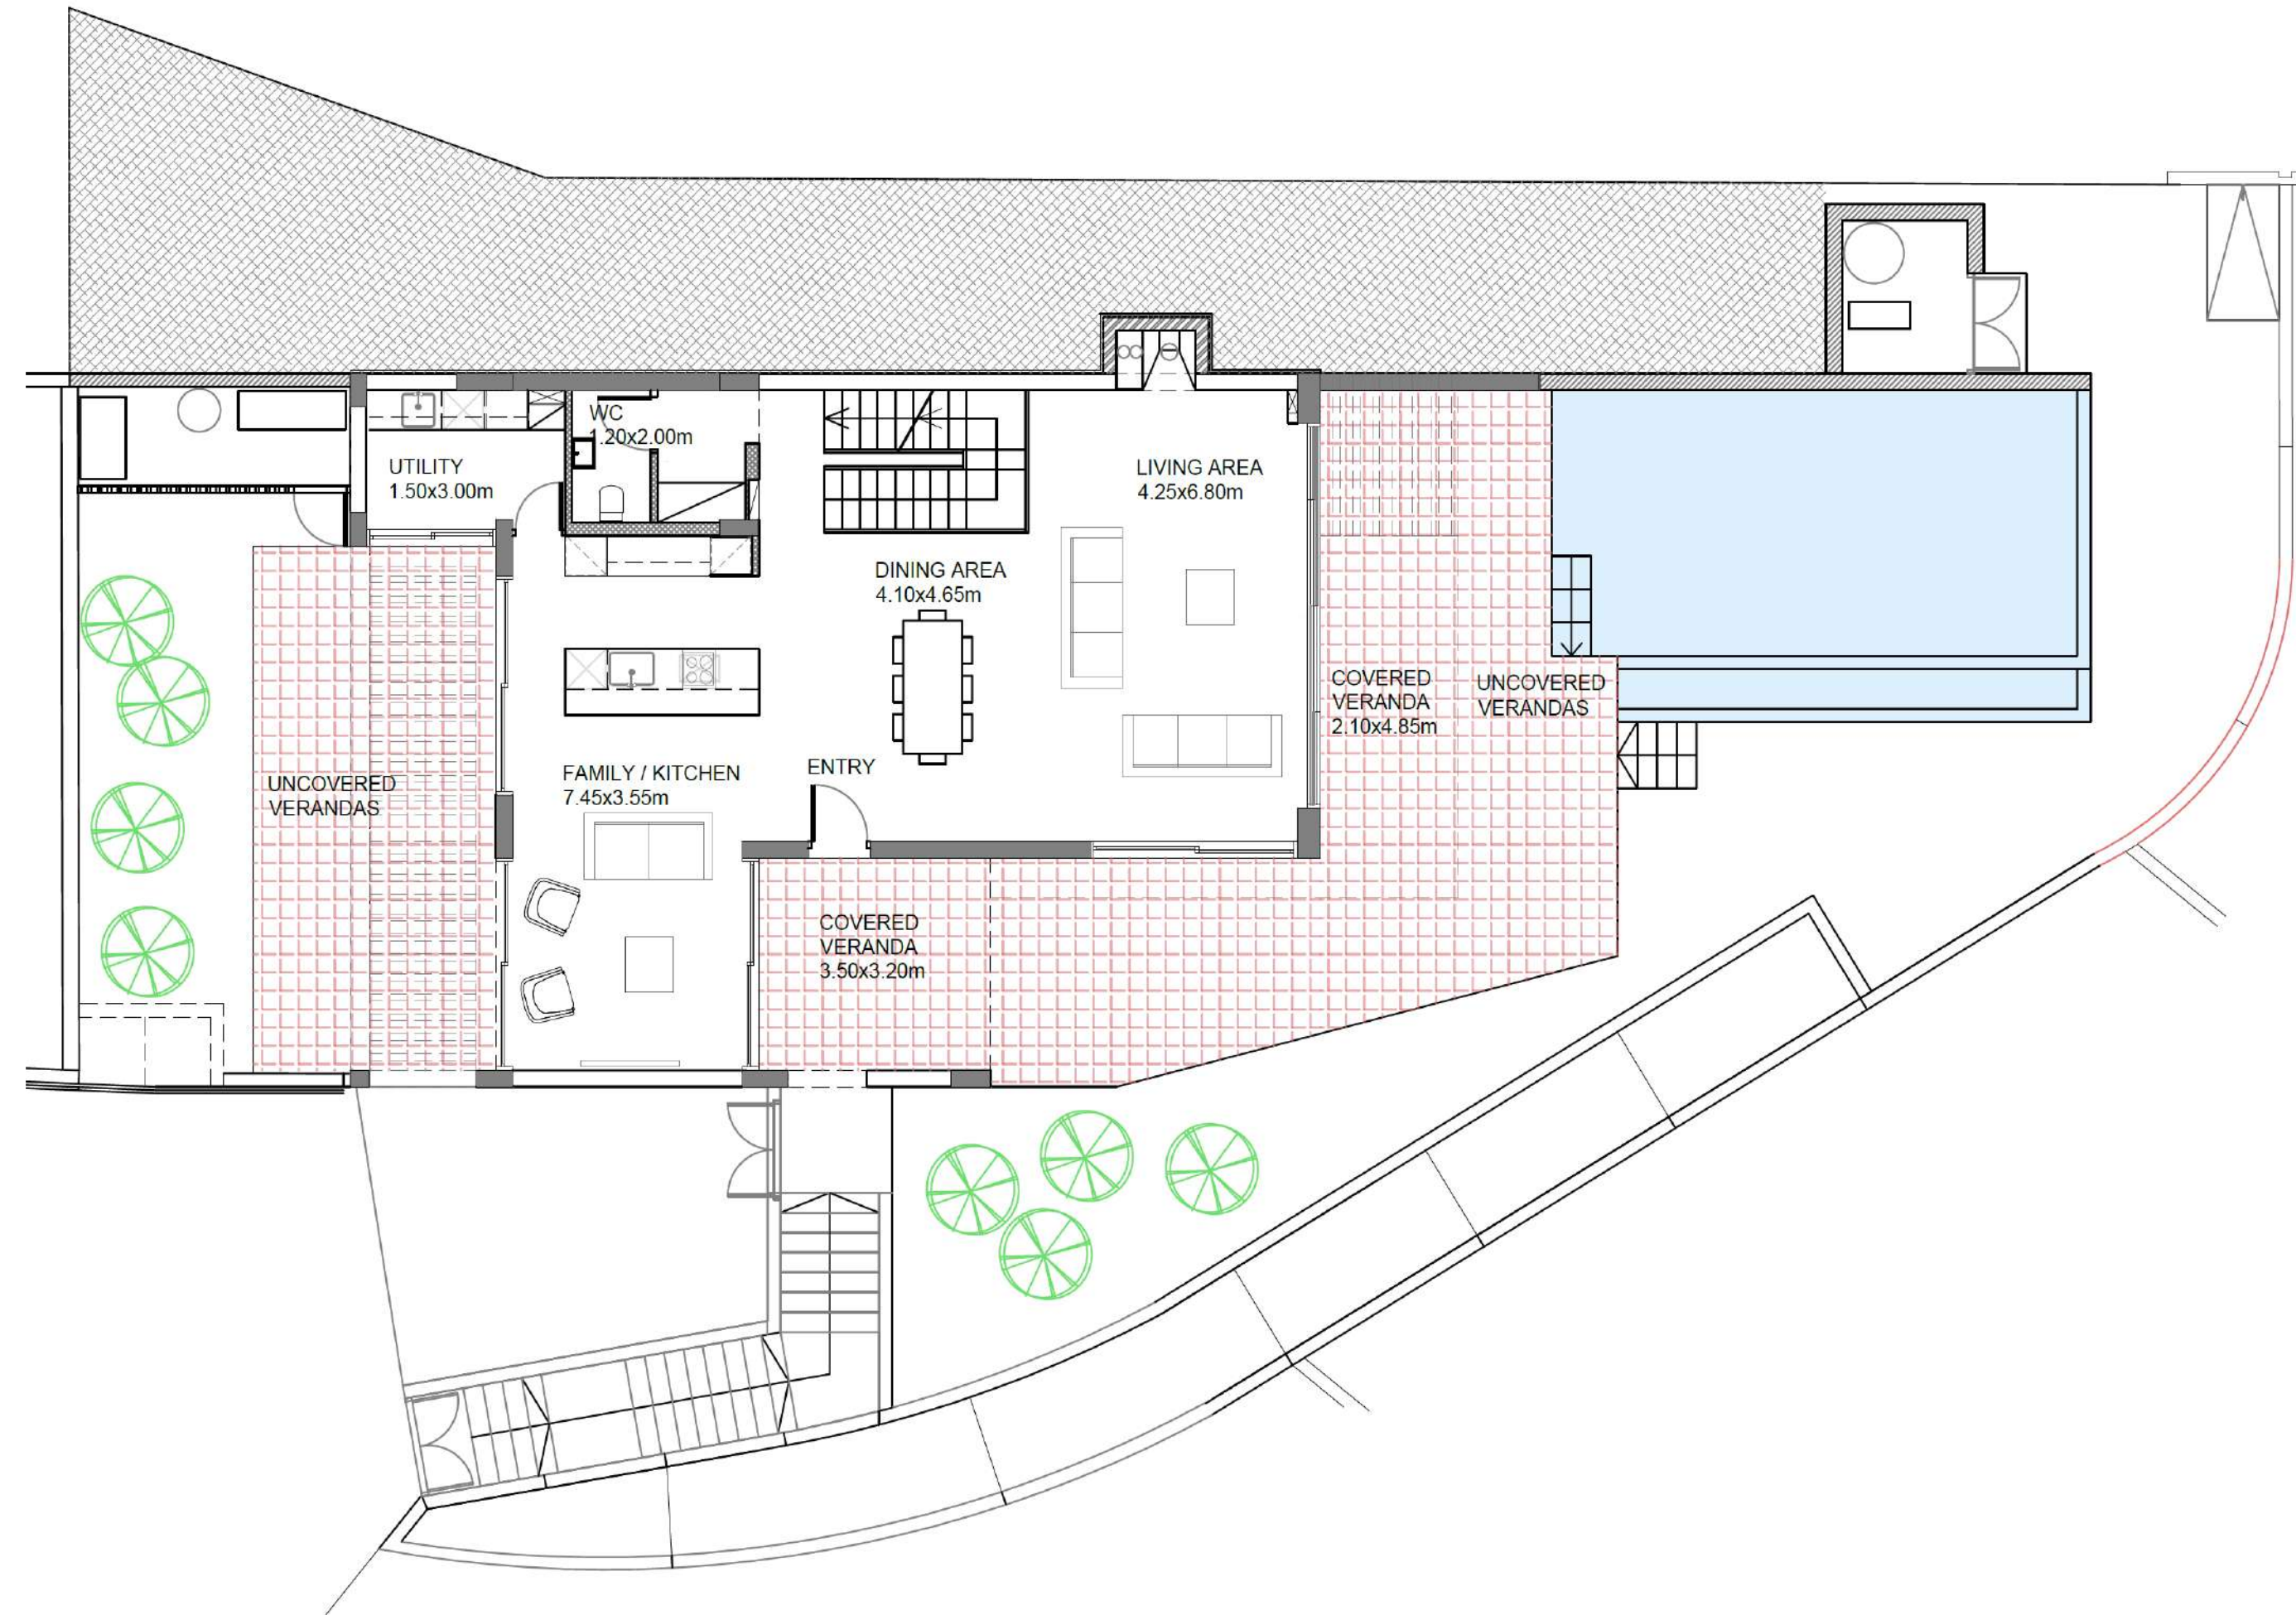 WC
1.20x2.00m
UTILITY
1.50x3.00m
LIVING AREA
4.25x6.80m
DINING AREA
4.10x4.65m
COVERED
VERANDA
2.10x4.85m
UNCOVERED
VERANDAS
FAMILY / KITCHEN
7.45x3.55m
ENTRY
UNCOVERED
VERANDAS
COVERED
VERANDA
3.50x3.20m